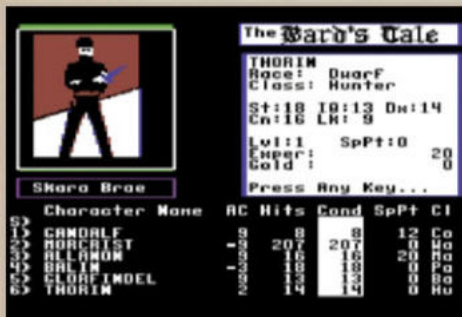 The Bard's Tale
THORIN
Race: Dwarf
Class: Hunter
St:18 IQ:13 Dx:14
Cn:16 LK: 9
Lvl:1 SpPt:0
Exper: 20
Gold : 0
Press Any Key...
Skara Brae
Character Name AC Hits Cond SpPt Cl
S>
1> GANDALF 9 8 8 12 Co
2> MORCRIST -9 207 207 0 Wa
3> ALLANON 9 16 16 20 Ma
4> BALIN -3 18 18 0 Pa
5> GLORFINDEL 9 13 13 0 Ba
6> THORIN 2 14 14 0 Hu